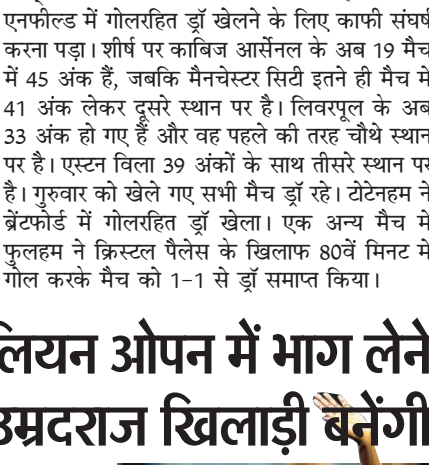 एनफील्ड में गोलरहित ड्रॉ खेलने के लिए काफी संघर्ष
करना पड़ा। शीर्ष पर काबिज आर्सेनल के अब 19 मैच
में 45 अंक हैं, जबकि मैनचेस्टर सिटी इतने ही मैच में
41 अंक लेकर दूसरे स्थान पर है। लिवरपूल के अब
33 अंक हो गए हैं और वह पहले की तरह चौथे स्थान
पर है। एस्टन विला 39 अंकों के साथ तीसरे स्थान पर
है। गुरुवार को खेले गए सभी मैच ड्रॉ रहे। टोटेनहम ने
ब्रेंटफोर्ड में गोलरहित ड्रॉ खेला। एक अन्य मैच में
फुलहम ने क्रिस्टल पैलेस के खिलाफ 80वें मिनट में
गोल करके मैच को 1-1 से ड्रॉ समाप्त किया।
लियन ओपन में भाग लेने
उम्रदराज खिलाड़ी बनेंगी